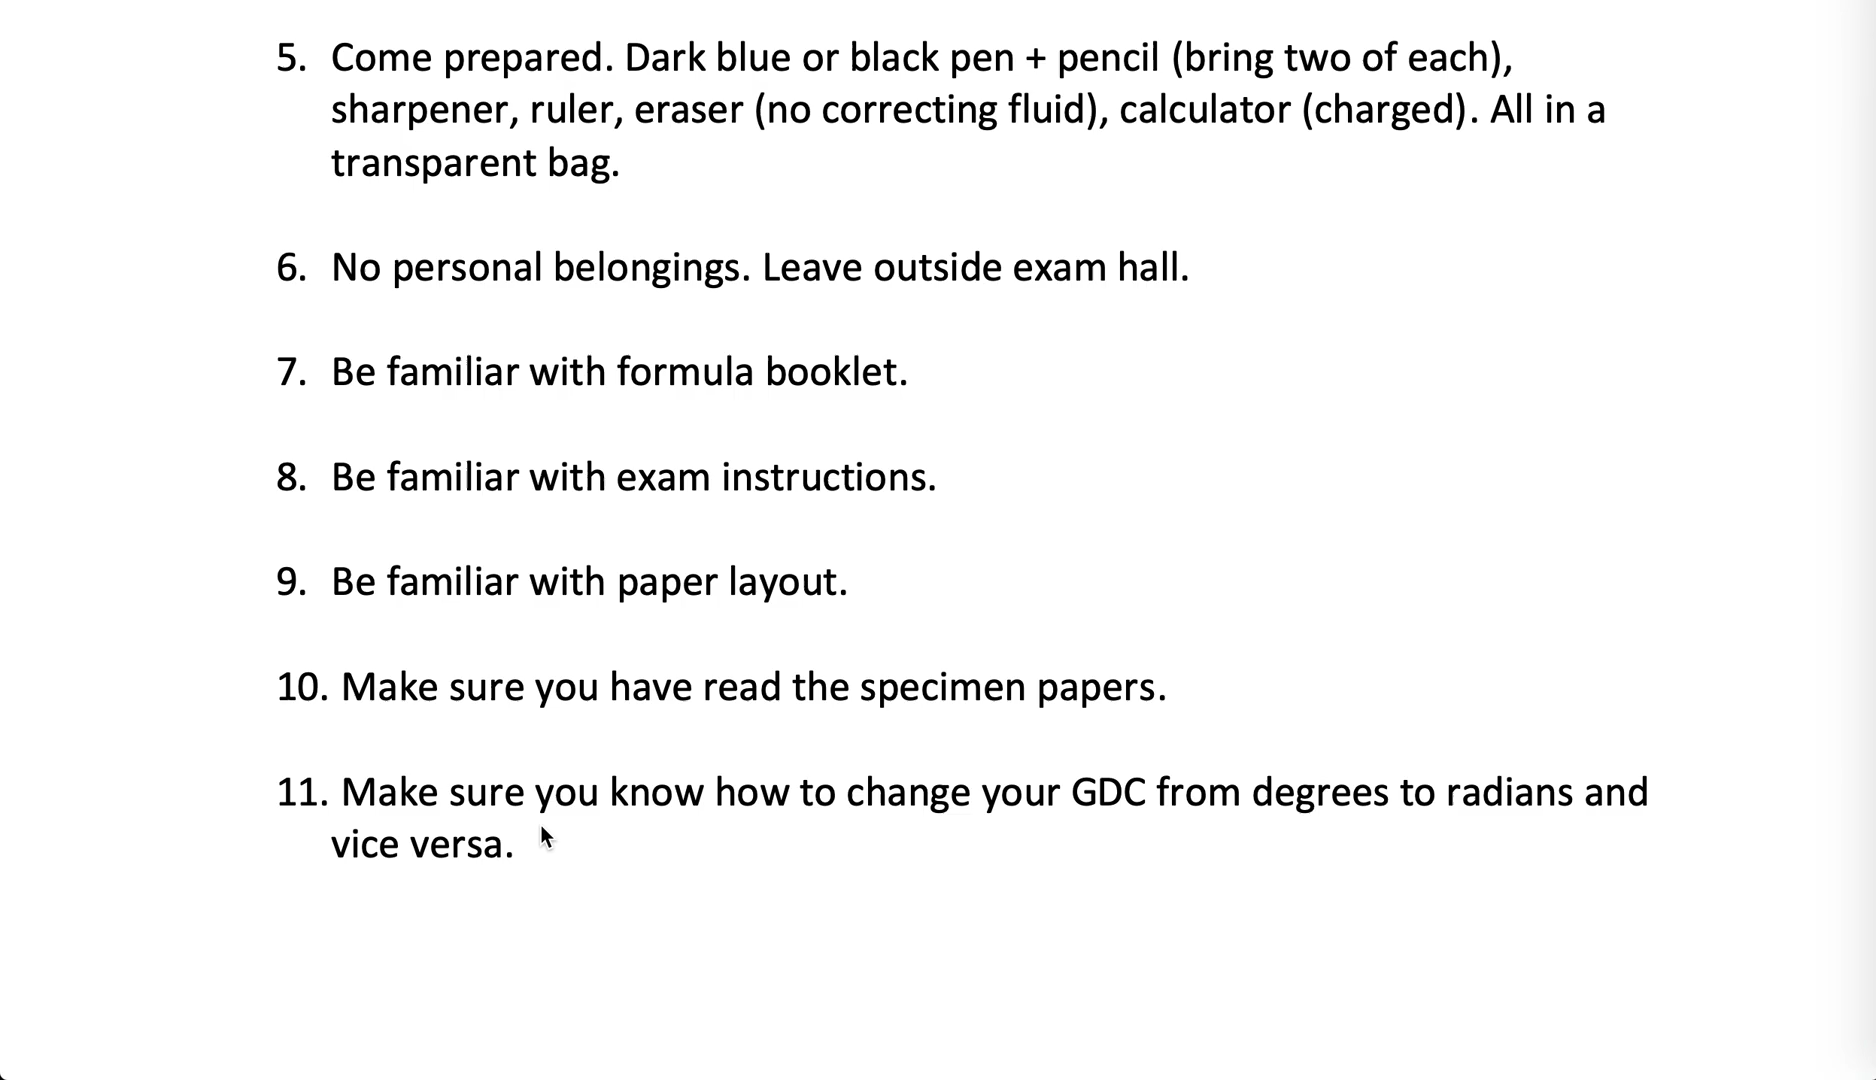 5. Come prepared. Dark blue or black pen + pencil (bring two of each),
sharpener, ruler, eraser (no correcting fluid), calculator (charged). All in a
transparent bag.
6. No personal belongings. Leave outside exam hall.
7. Be familiar with formula booklet.
8. Be familiar with exam instructions.
9. Be familiar with paper layout.
10. Make sure you have read the specimen papers.
11. Make sure you know how to change your GDC from degrees to radians and
vice versa.